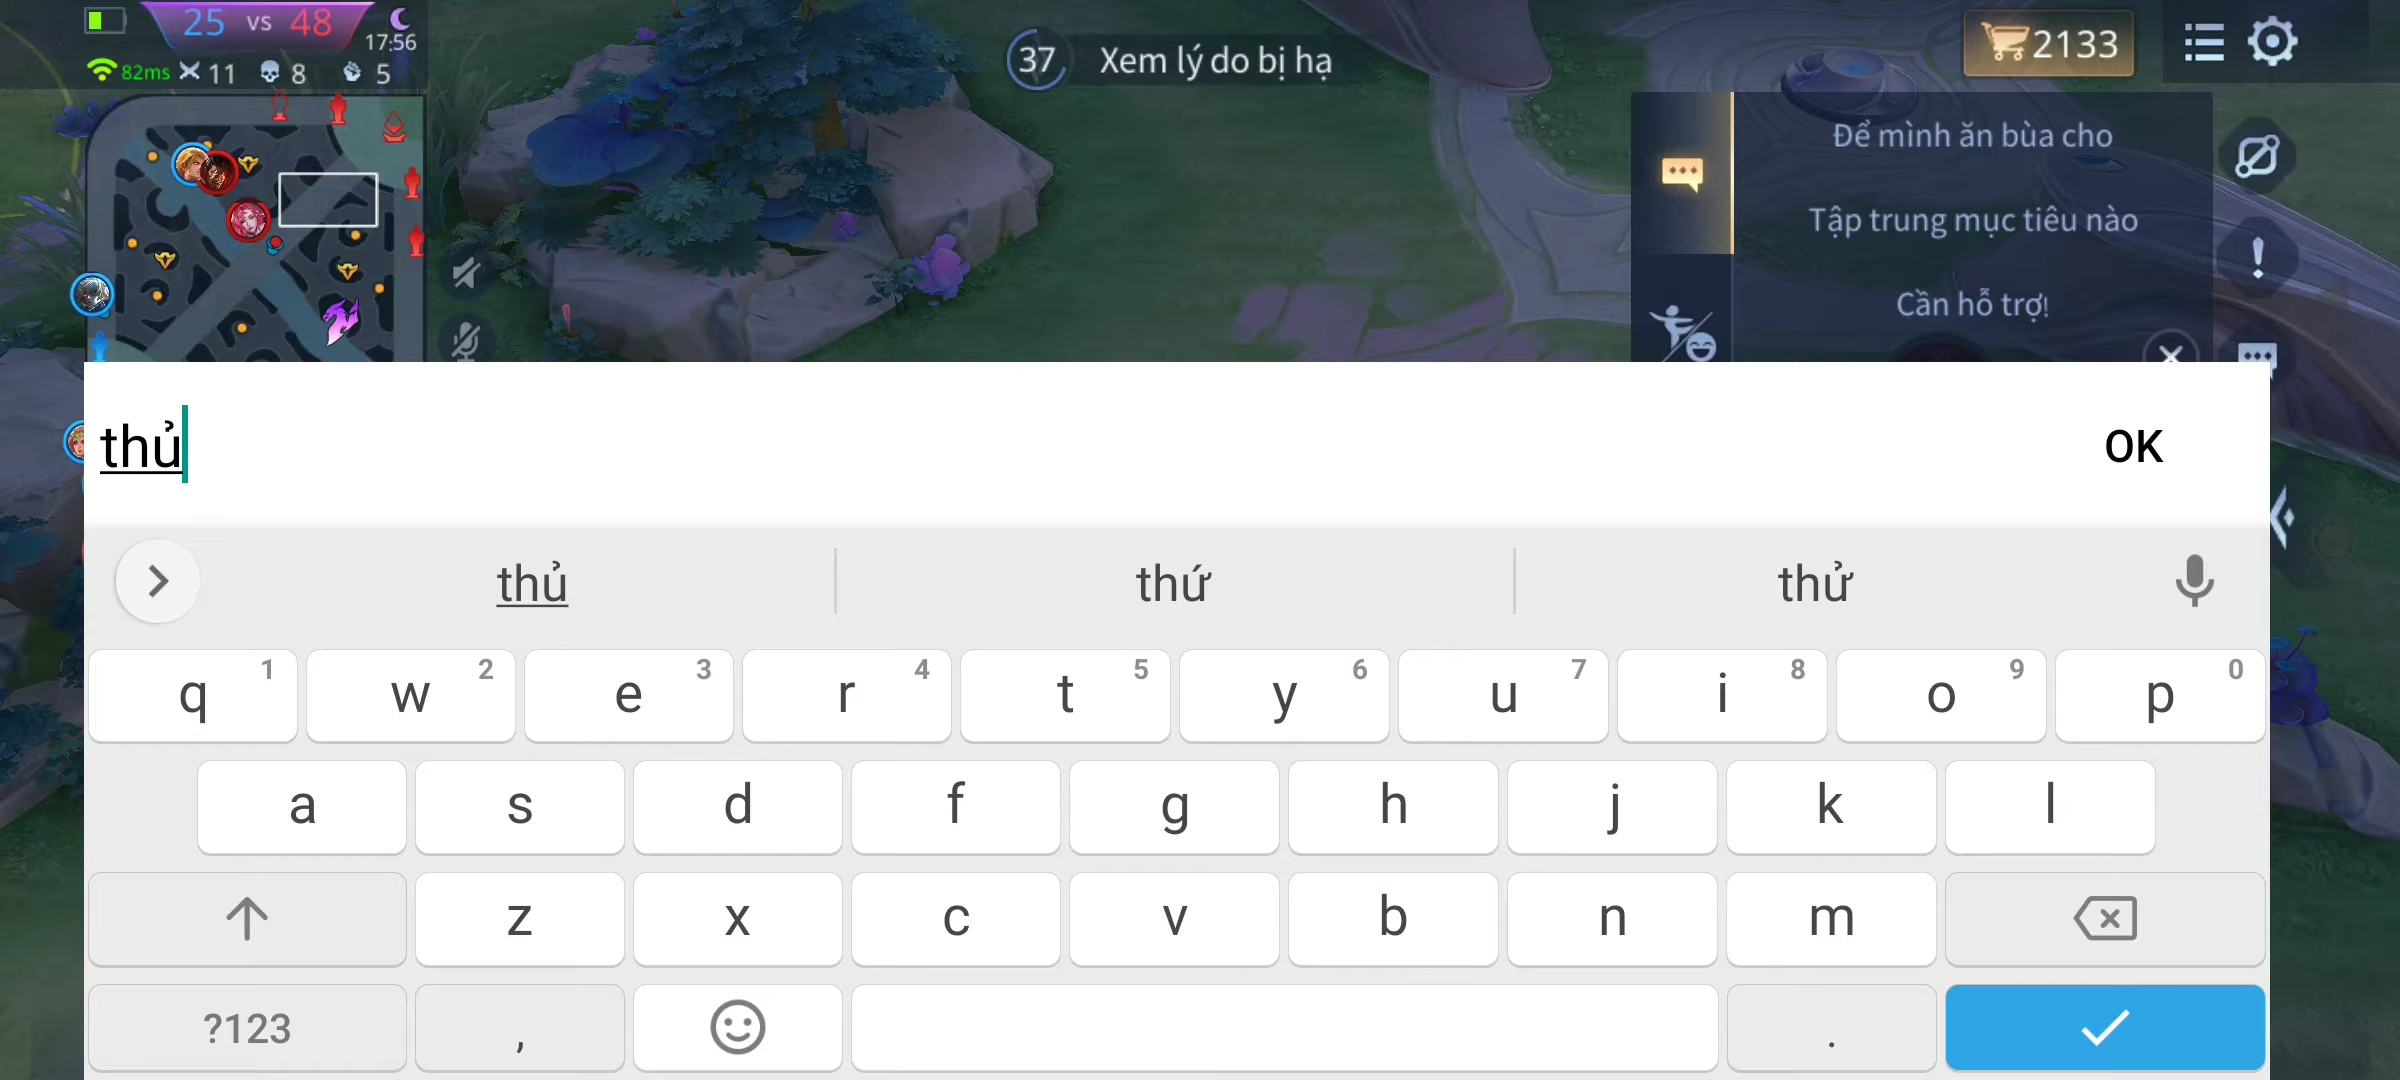 25 vs 48
17:56
82ms 11 8 5
37 Xem lý do bị hạ
2133
Để mình ăn bùa cho
Tập trung mục tiêu nào
Cần hỗ trợ!
thủ
OK
thủ thứ thử
q 1 w 2 e 3 r 4 t 5 y 6 u 7 i 8 o 9 p 0
a s d f g h j k l
z x c v b n m
?123 , .